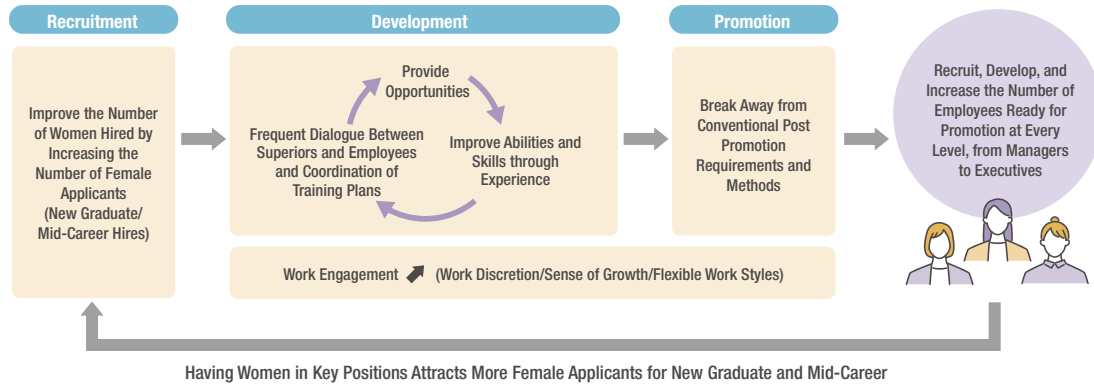 Recruitment
Improve the Number
of Women Hired by
Increasing the
Number of Female
Applicants
(New Graduate/
Mid-Career Hires)
Development
Provide
Opportunities
Frequent Dialogue Between
Superiors and Employees
and Coordination of
Training Plans
Improve Abilities and
Skills through
Experience
Work Engagement (Work Discretion/Sense of Growth/Flexible Work Styles)
Promotion
Break Away from
Conventional Post
Promotion
Requirements and
Methods
Recruit, Develop, and
Increase the Number of
Employees Ready for
Promotion at Every
Level, from Managers
to Executives
Having Women in Key Positions Attracts More Female Applicants for New Graduate and Mid-Career